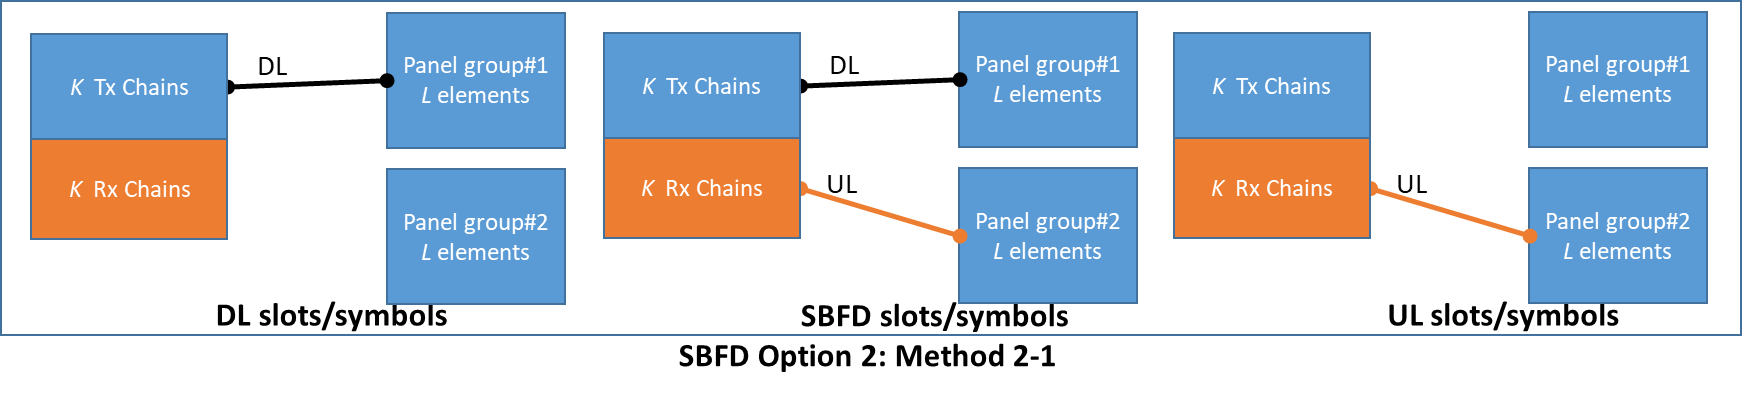 K Tx Chains
K Rx Chains
DL
Panel group#1
L elements
Panel group#2
L elements
DL slots/symbols
K Tx Chains
K Rx Chains
DL
UL
Panel group#1
L elements
Panel group#2
L elements
SBFD slots/symbols
K Tx Chains
K Rx Chains
UL
Panel group#1
L elements
Panel group#2
L elements
UL slots/symbols
SBFD Option 2: Method 2-1